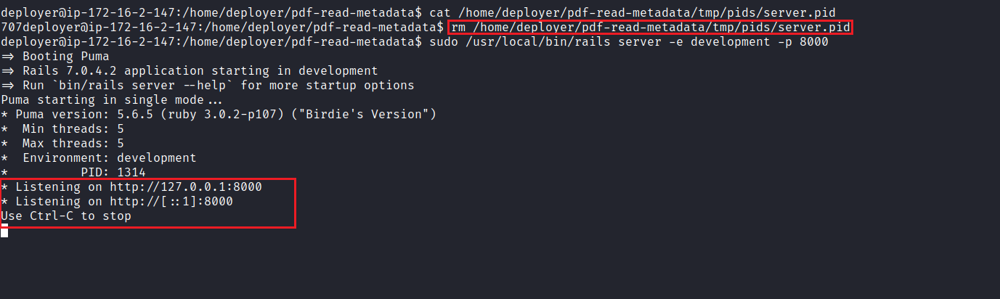 deployer@ip-172-16-2-147:/home/deployer/pdf-read-metadata$ cat /home/deployer/pdf-read-metadata/tmp/pids/server.pid
707deployer@ip-172-16-2-147:/home/deployer/pdf-read-metadata$ rm /home/deployer/pdf-read-metadata/tmp/pids/server.pid
deployer@ip-172-16-2-147:/home/deployer/pdf-read-metadata$ sudo /usr/local/bin/rails server -e development -p 8000
=> Booting Puma
=> Rails 7.0.4.2 application starting in development
=> Run `bin/rails server --help` for more startup options
Puma starting in single mode...
* Puma version: 5.6.5 (ruby 3.0.2-p107) ("Birdie's Version")
*  Min threads: 5
*  Max threads: 5
*  Environment: development
*          PID: 1314
* Listening on http://127.0.0.1:8000
* Listening on http://[::1]:8000
Use Ctrl-C to stop